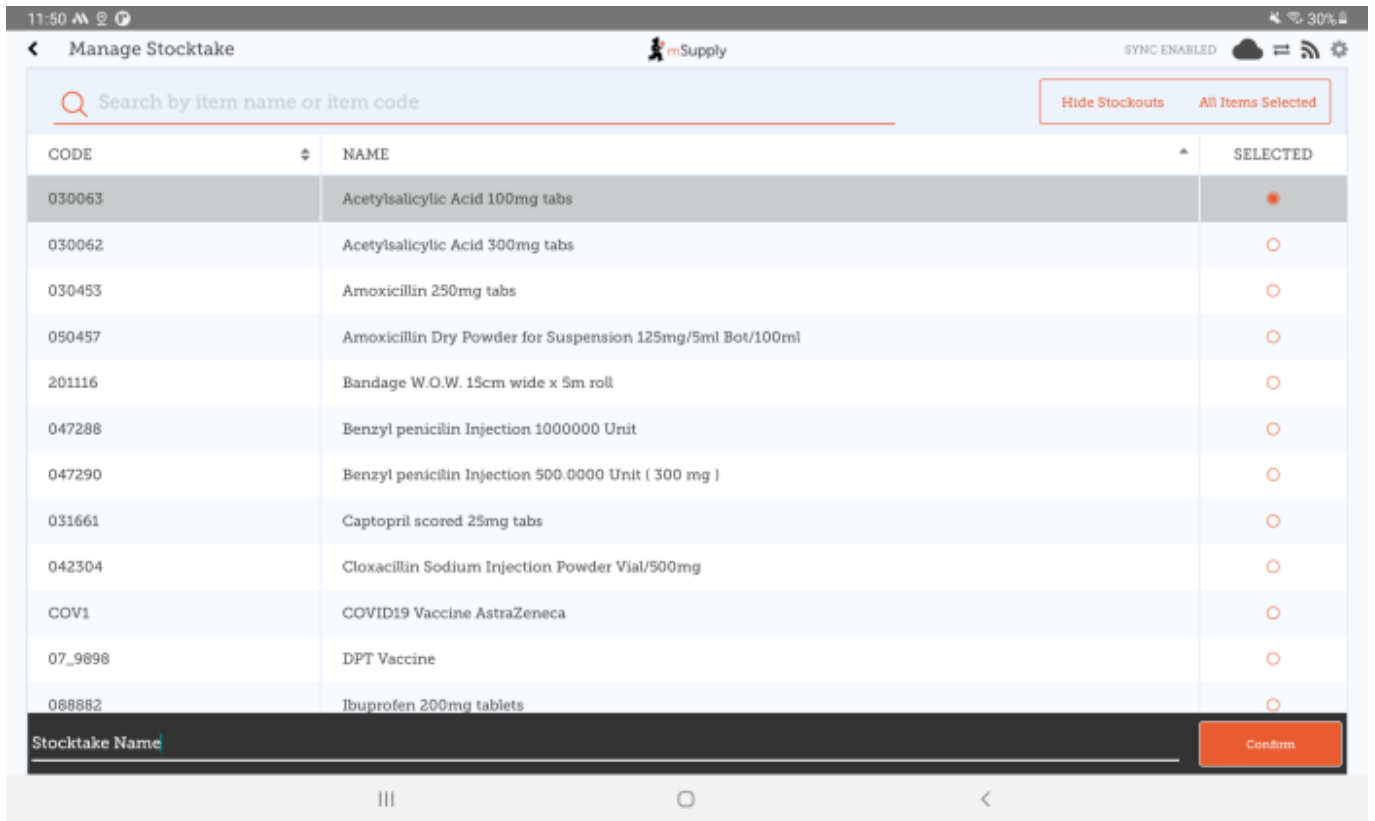 11:50 30%
Manage Stocktake mSupply SYNC ENABLED
Search by item name or item code Hide Stockouts All Items Selected
CODE NAME SELECTED
030063 Acetylsalicylic Acid 100mg tabs
030062 Acetylsalicylic Acid 300mg tabs
030453 Amoxicillin 250mg tabs
050457 Amoxicillin Dry Powder for Suspension 125mg/5ml Bot/100ml
201116 Bandage W.O.W. 15cm wide x 5m roll
047288 Benzyl penicilin Injection 1000000 Unit
047290 Benzyl penicilin Injection 500.0000 Unit ( 300 mg )
031661 Captopril scored 25mg tabs
042304 Cloxacillin Sodium Injection Powder Vial/500mg
COV1 COVID19 Vaccine AstraZeneca
07_9898 DPT Vaccine
088882 Ibuprofen 200mg tablets
Stocktake Name Confirm